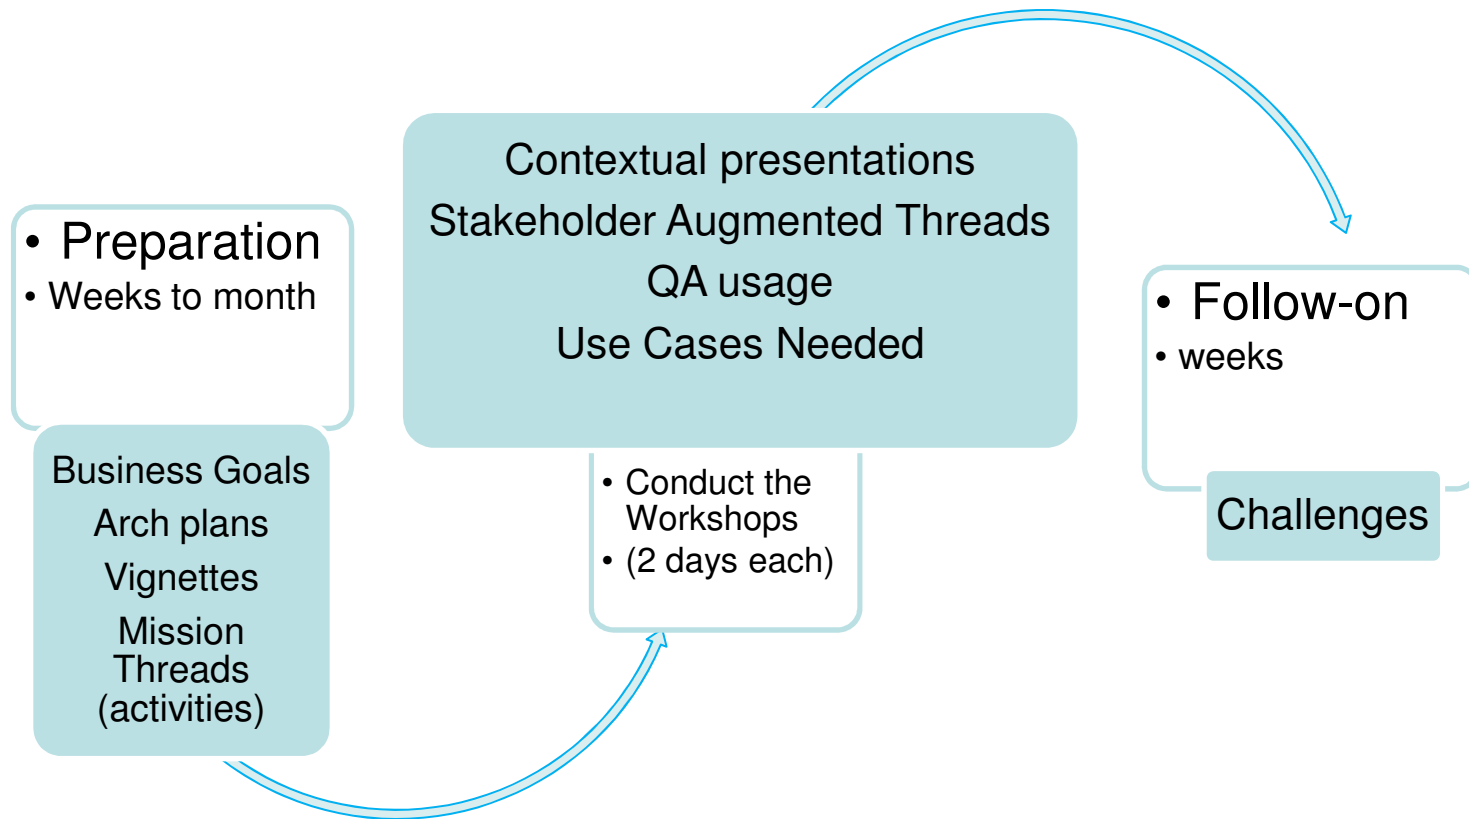 • Preparation
• Weeks to month
Business Goals
Arch plans
Vignettes
Mission
Threads
(activities)
Contextual presentations
Stakeholder Augmented Threads
QA usage
Use Cases Needed
• Conduct the
Workshops
• (2 days each)
• Follow-on
• weeks
Challenges